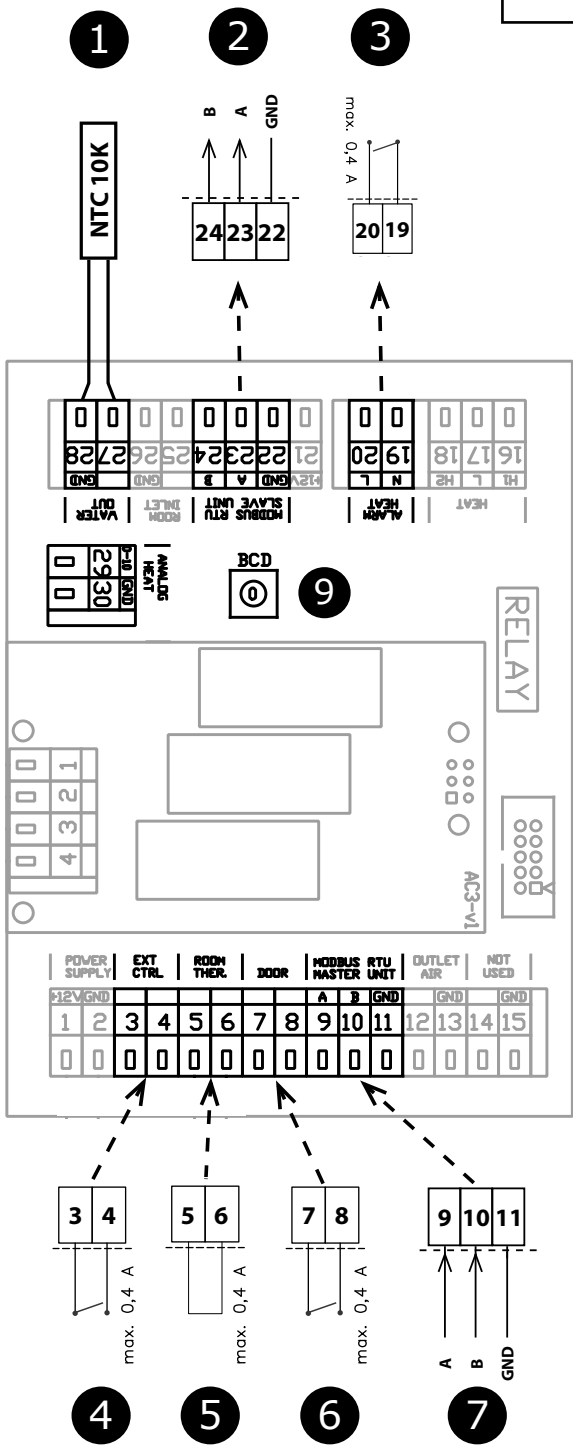 1 2 3
NTC 10K
B A GND
24 23 22
max. 0,4 A
20 19
28 27 26 25 24 23 22 21 20 19 18 17 16
GND GND B A GND +12V L N H2 L H1
WATER OUT
ROOM INLET
MODBUS RTU SLAVE UNIT
ALARM HEAT
HEAT
29 0-10
30 GND
ANALOG HEAT
BCD
0
9
RELAY
1
2
3
4
AC3-v1
POWER SUPPLY
EXT CTRL
ROOM THER.
DOOR
MODBUS RTU MASTER UNIT
OUTLET AIR
NOT USED
+12V GND A B GND GND GND
1 2 3 4 5 6 7 8 9 10 11 12 13 14 15
3 4
5 6
7 8
9 10 11
max. 0,4 A
max. 0,4 A
max. 0,4 A
A B GND
4 5 6 7